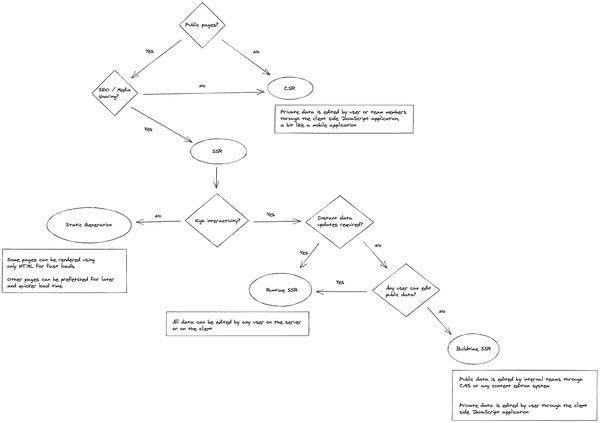 Public pages?
Yes
No
SEO / Media
sharing?
No
CSR
Private data is edited by user or team members
through the client side JavaScript application,
a bit like a mobile application
Yes
SSR
Static Generation
No
High interactivity?
Yes
Instant data
updates required?
Some pages can be rendered using
only HTML for fast loads
Other pages can be prefetched for later
and quicker load time
Yes
No
Runtime SSR
Yes
Any user can edit
public data?
All data can be edited by any user on the server
or on the client
No
Buildtime SSR
Public data is edited by internal teams through
CMS or any content edition system
Private data is edited by user through the client
side JavaScript application